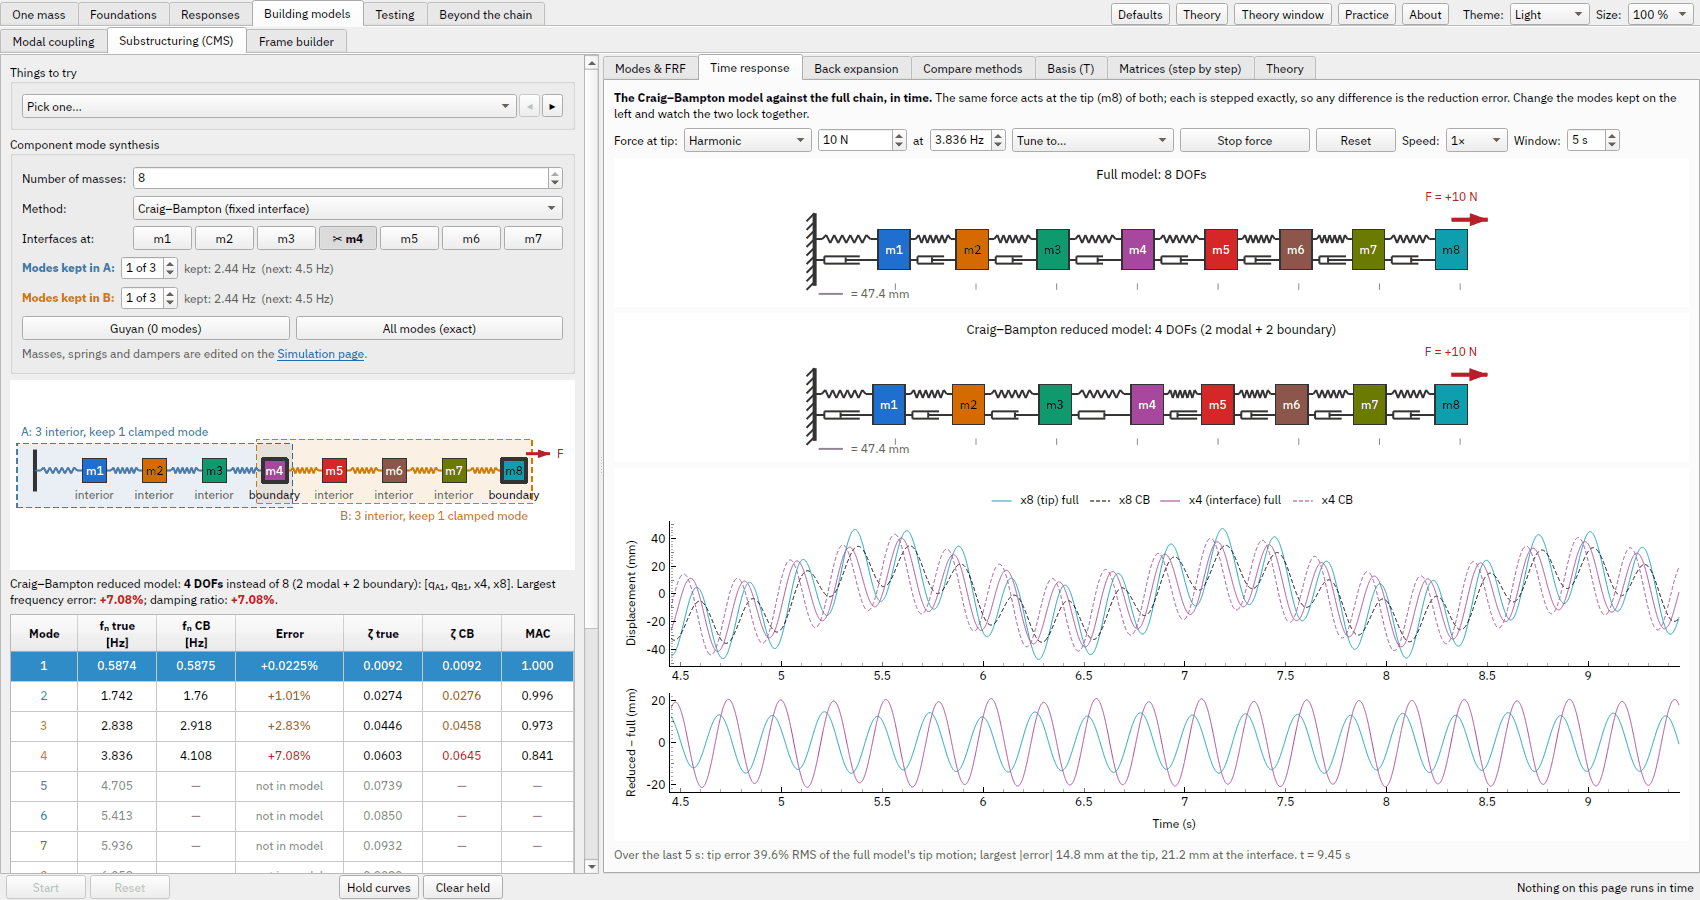 One mass Foundations Responses Building models Testing Beyond the chain Defaults Theory Theory window Practice About Theme: Light Size: 100 %
Modal coupling Substructuring (CMS) Frame builder
Things to try
Pick one...
Component mode synthesis
Number of masses: 8
Method: Craig–Bampton (fixed interface)
Interfaces at: m1 m2 m3 ✂ m4 m5 m6 m7
Modes kept in A: 1 of 3 kept: 2.44 Hz (next: 4.5 Hz)
Modes kept in B: 1 of 3 kept: 2.44 Hz (next: 4.5 Hz)
Guyan (0 modes) All modes (exact)
Masses, springs and dampers are edited on the Simulation page.
A: 3 interior, keep 1 clamped mode
F
m1 m2 m3 m4 m5 m6 m7 m8
interior interior interior boundary interior interior interior boundary
B: 3 interior, keep 1 clamped mode
Craig–Bampton reduced model: 4 DOFs instead of 8 (2 modal + 2 boundary): [qA1, qB1, x4, x8]. Largest
frequency error: +7.08%; damping ratio: +7.08%.
Mode fn true [Hz] fn CB [Hz] Error ζ true ζ CB MAC
1 0.5874 0.5875 +0.0225% 0.0092 0.0092 1.000
2 1.742 1.76 +1.01% 0.0274 0.0276 0.996
3 2.838 2.918 +2.83% 0.0446 0.0458 0.973
4 3.836 4.108 +7.08% 0.0603 0.0645 0.841
5 4.705 — not in model 0.0739 — —
6 5.413 — not in model 0.0850 — —
7 5.936 — not in model 0.0932 — —
Start Reset Hold curves Clear held
Modes & FRF Time response Back expansion Compare methods Basis (T) Matrices (step by step) Theory
The Craig–Bampton model against the full chain, in time. The same force acts at the tip (m8) of both; each is stepped exactly, so any difference is the reduction error. Change the modes kept on the
left and watch the two lock together.
Force at tip: Harmonic 10 N at 3.836 Hz Tune to... Stop force Reset Speed: 1× Window: 5 s
Full model: 8 DOFs
F = +10 N
m1 m2 m3 m4 m5 m6 m7 m8
= 47.4 mm
Craig–Bampton reduced model: 4 DOFs (2 modal + 2 boundary)
F = +10 N
m1 m2 m3 m4 m5 m6 m7 m8
= 47.4 mm
x8 (tip) full x8 CB x4 (interface) full x4 CB
Displacement (mm)
40
20
0
-20
-40
4.5 5 5.5 6 6.5 7 7.5 8 8.5 9
Reduced – full (mm)
20
0
-20
4.5 5 5.5 6 6.5 7 7.5 8 8.5 9
Time (s)
Over the last 5 s: tip error 39.6% RMS of the full model's tip motion; largest |error| 14.8 mm at the tip, 21.2 mm at the interface. t = 9.45 s
Nothing on this page runs in time